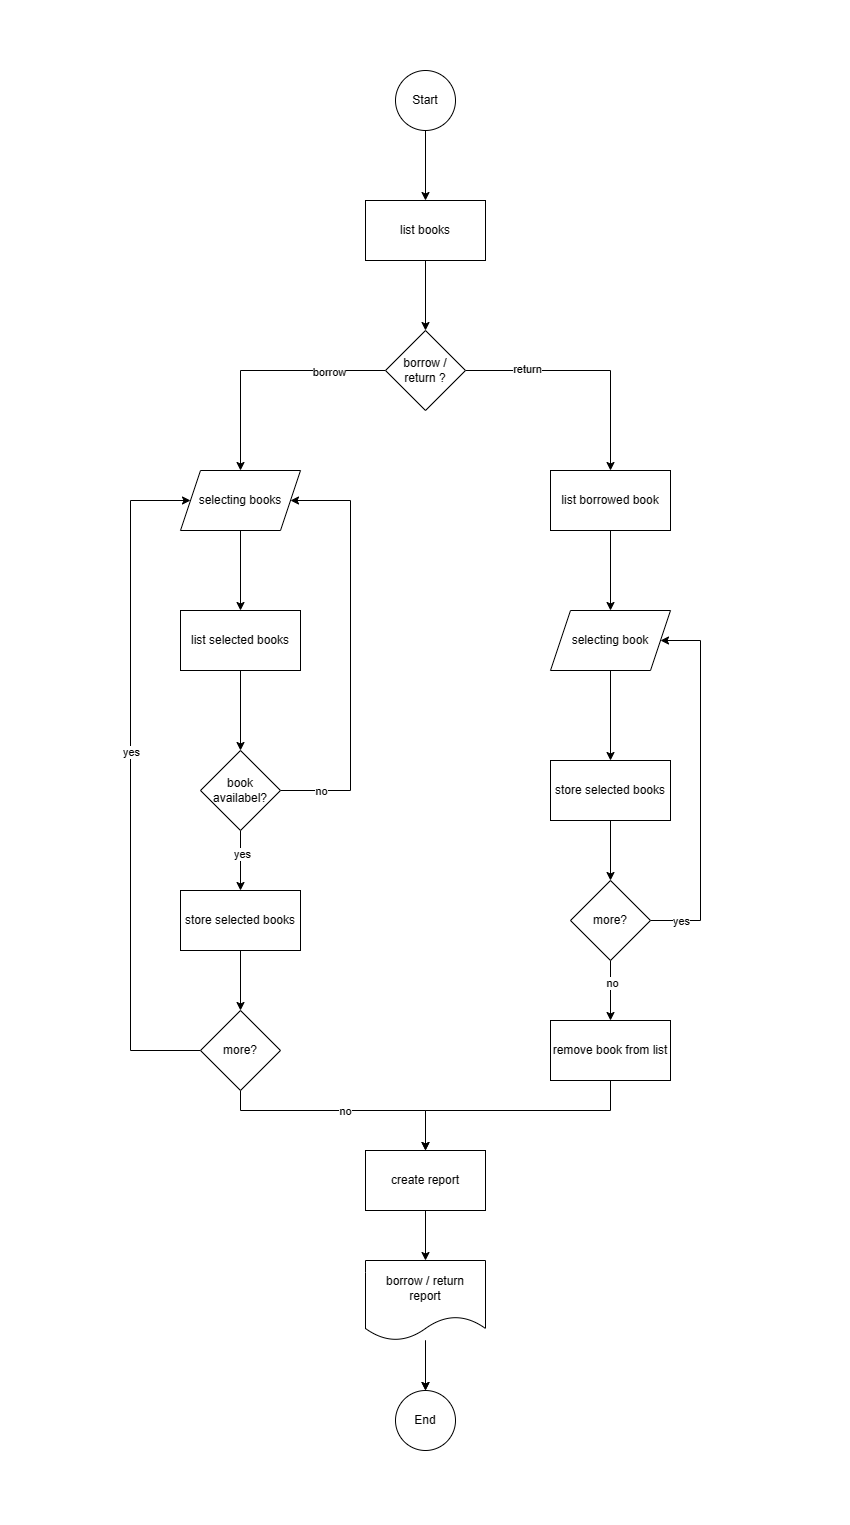 Start
list books
borrow /
return ?
borrow
return
selecting books
list borrowed book
list selected books
selecting book
yes
book
availabel?
no
store selected books
yes
store selected books
more?
yes
no
more?
remove book from list
no
create report
borrow / return
report
End